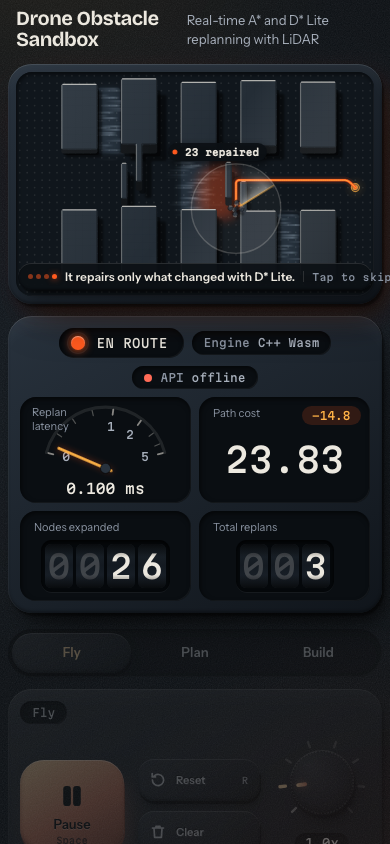 Drone Obstacle
Sandbox
Real-time A* and D* Lite
replanning with LiDAR
23 repaired
It repairs only what changed with D* Lite.
Tap to skip
EN ROUTE
Engine C++ Wasm
API offline
Replan
latency
0 1 2 5
0.100 ms
Path cost
−14.8
23.83
Nodes expanded
0026
Total replans
003
Fly
Plan
Build
Fly
Pause
Space
Reset R
Clear
1.0x